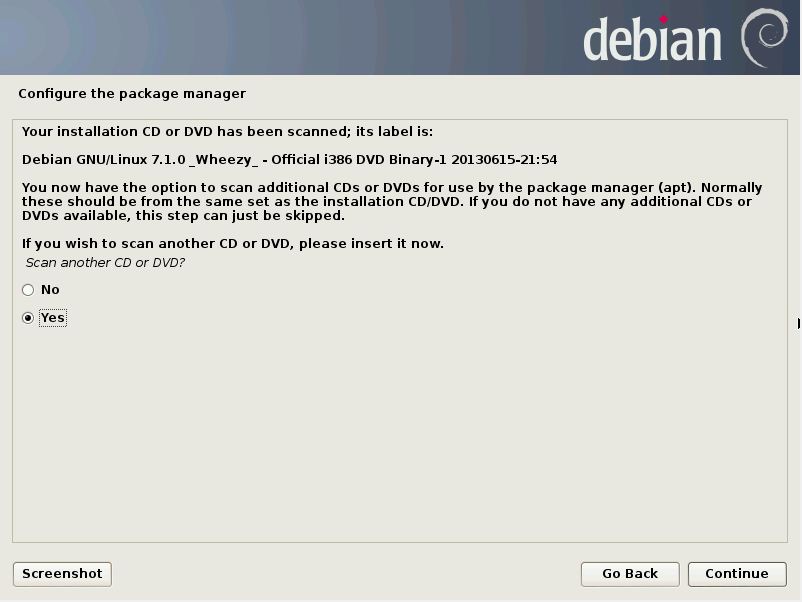 debian
Configure the package manager
Your installation CD or DVD has been scanned; its label is:
Debian GNU/Linux 7.1.0 _Wheezy_ - Official i386 DVD Binary-1 20130615-21:54
You now have the option to scan additional CDs or DVDs for use by the package manager (apt). Normally
these should be from the same set as the installation CD/DVD. If you do not have any additional CDs or
DVDs available, this step can just be skipped.
If you wish to scan another CD or DVD, please insert it now.
Scan another CD or DVD?
No
Yes
Screenshot
Go Back
Continue